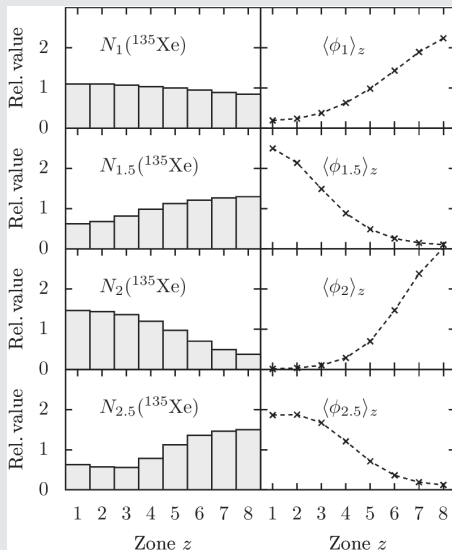 Rel. value
2
1
0
N₁(¹³⁵Xe)
⟨ϕ₁⟩z
Rel. value
2
1
0
N₁.₅(¹³⁵Xe)
⟨ϕ₁.₅⟩z
Rel. value
2
1
0
N₂(¹³⁵Xe)
⟨ϕ₂⟩z
Rel. value
2
1
0
N₂.₅(¹³⁵Xe)
⟨ϕ₂.₅⟩z
1 2 3 4 5 6 7 8 1 2 3 4 5 6 7 8
Zone z Zone z